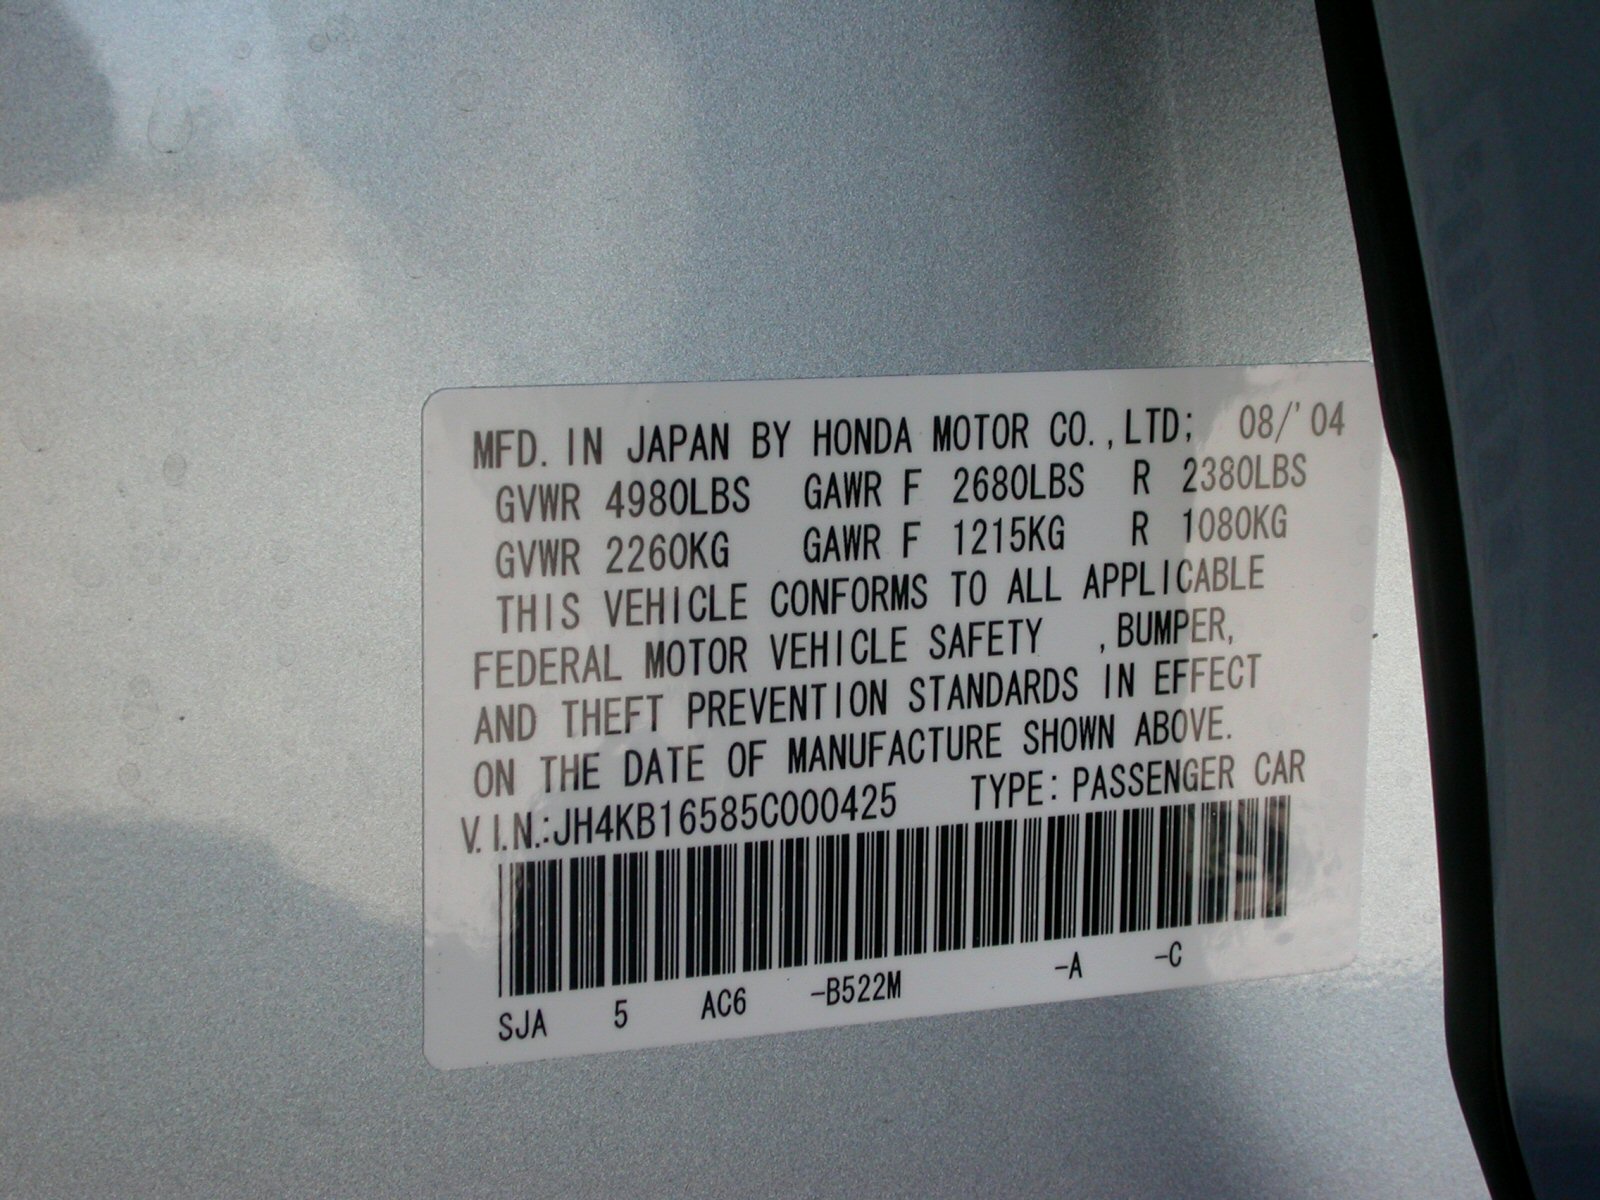 MFD. IN JAPAN BY HONDA MOTOR CO.,LTD; 08/'04
GVWR 4980LBS GAWR F 2680LBS R 2380LBS
GVWR 2260KG GAWR F 1215KG R 1080KG
THIS VEHICLE CONFORMS TO ALL APPLICABLE
FEDERAL MOTOR VEHICLE SAFETY ,BUMPER,
AND THEFT PREVENTION STANDARDS IN EFFECT
ON THE DATE OF MANUFACTURE SHOWN ABOVE.
V.I.N.:JH4KB16585C000425 TYPE:PASSENGER CAR
SJA 5 AC6 -B522M -A -C